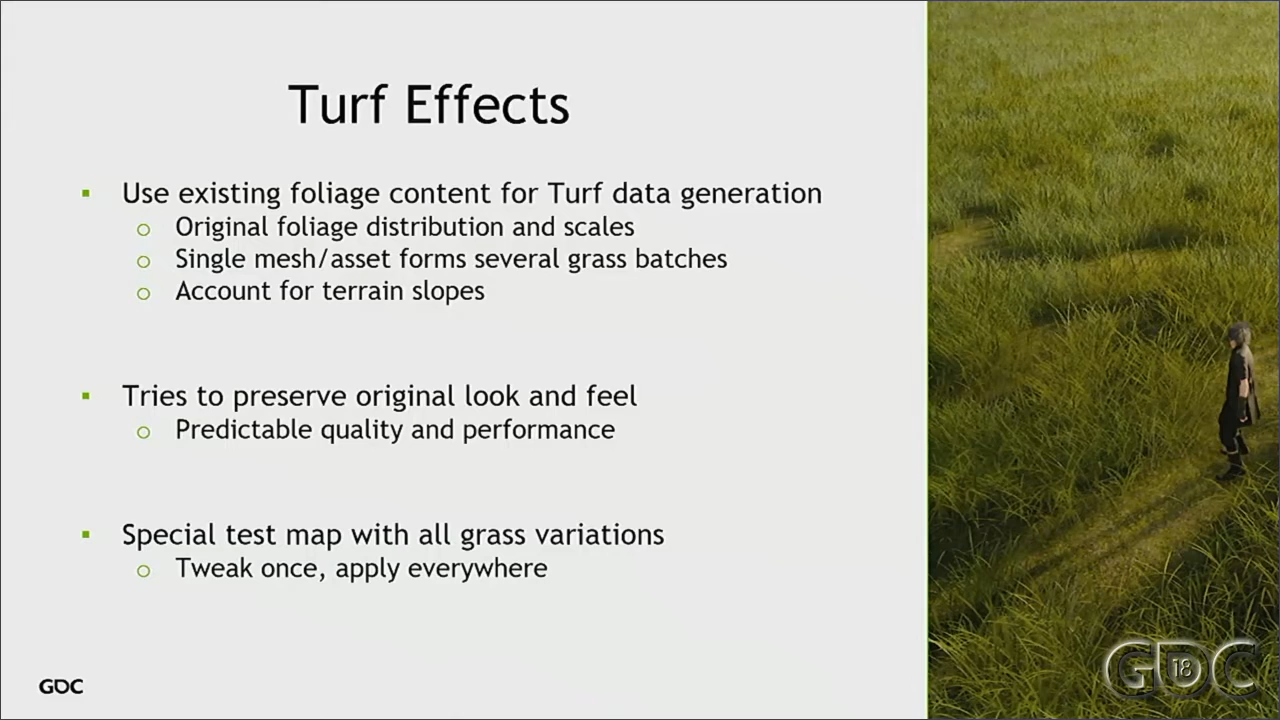 Turf Effects
▪ Use existing foliage content for Turf data generation
o Original foliage distribution and scales
o Single mesh/asset forms several grass batches
o Account for terrain slopes
▪ Tries to preserve original look and feel
o Predictable quality and performance
▪ Special test map with all grass variations
o Tweak once, apply everywhere
GDC
GDC 18